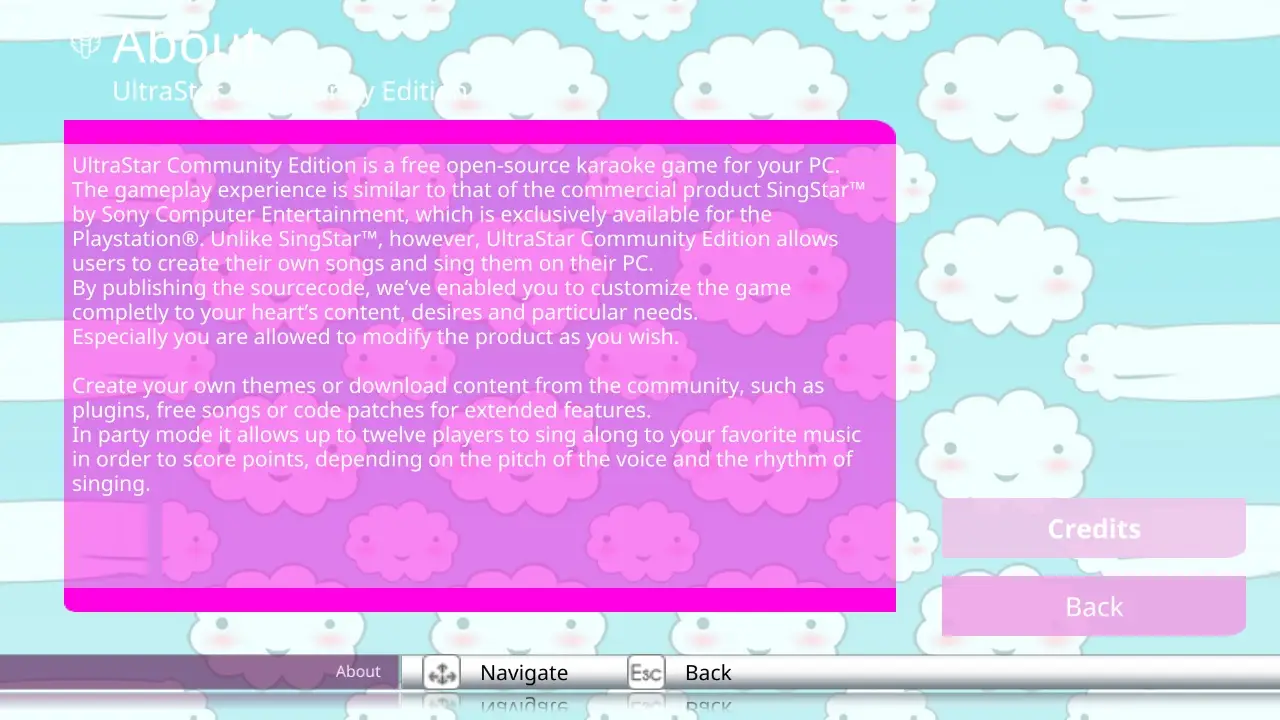 About
UltraStar Community Edition
UltraStar Community Edition is a free open-source karaoke game for your PC.
The gameplay experience is similar to that of the commercial product SingStar™
by Sony Computer Entertainment, which is exclusively available for the
Playstation®. Unlike SingStar™, however, UltraStar Community Edition allows
users to create their own songs and sing them on their PC.
By publishing the sourcecode, we’ve enabled you to customize the game
completly to your heart’s content, desires and particular needs.
Especially you are allowed to modify the product as you wish.
Create your own themes or download content from the community, such as
plugins, free songs or code patches for extended features.
In party mode it allows up to twelve players to sing along to your favorite music
in order to score points, depending on the pitch of the voice and the rhythm of
singing.
Credits
Back
About
Navigate
Esc
Back